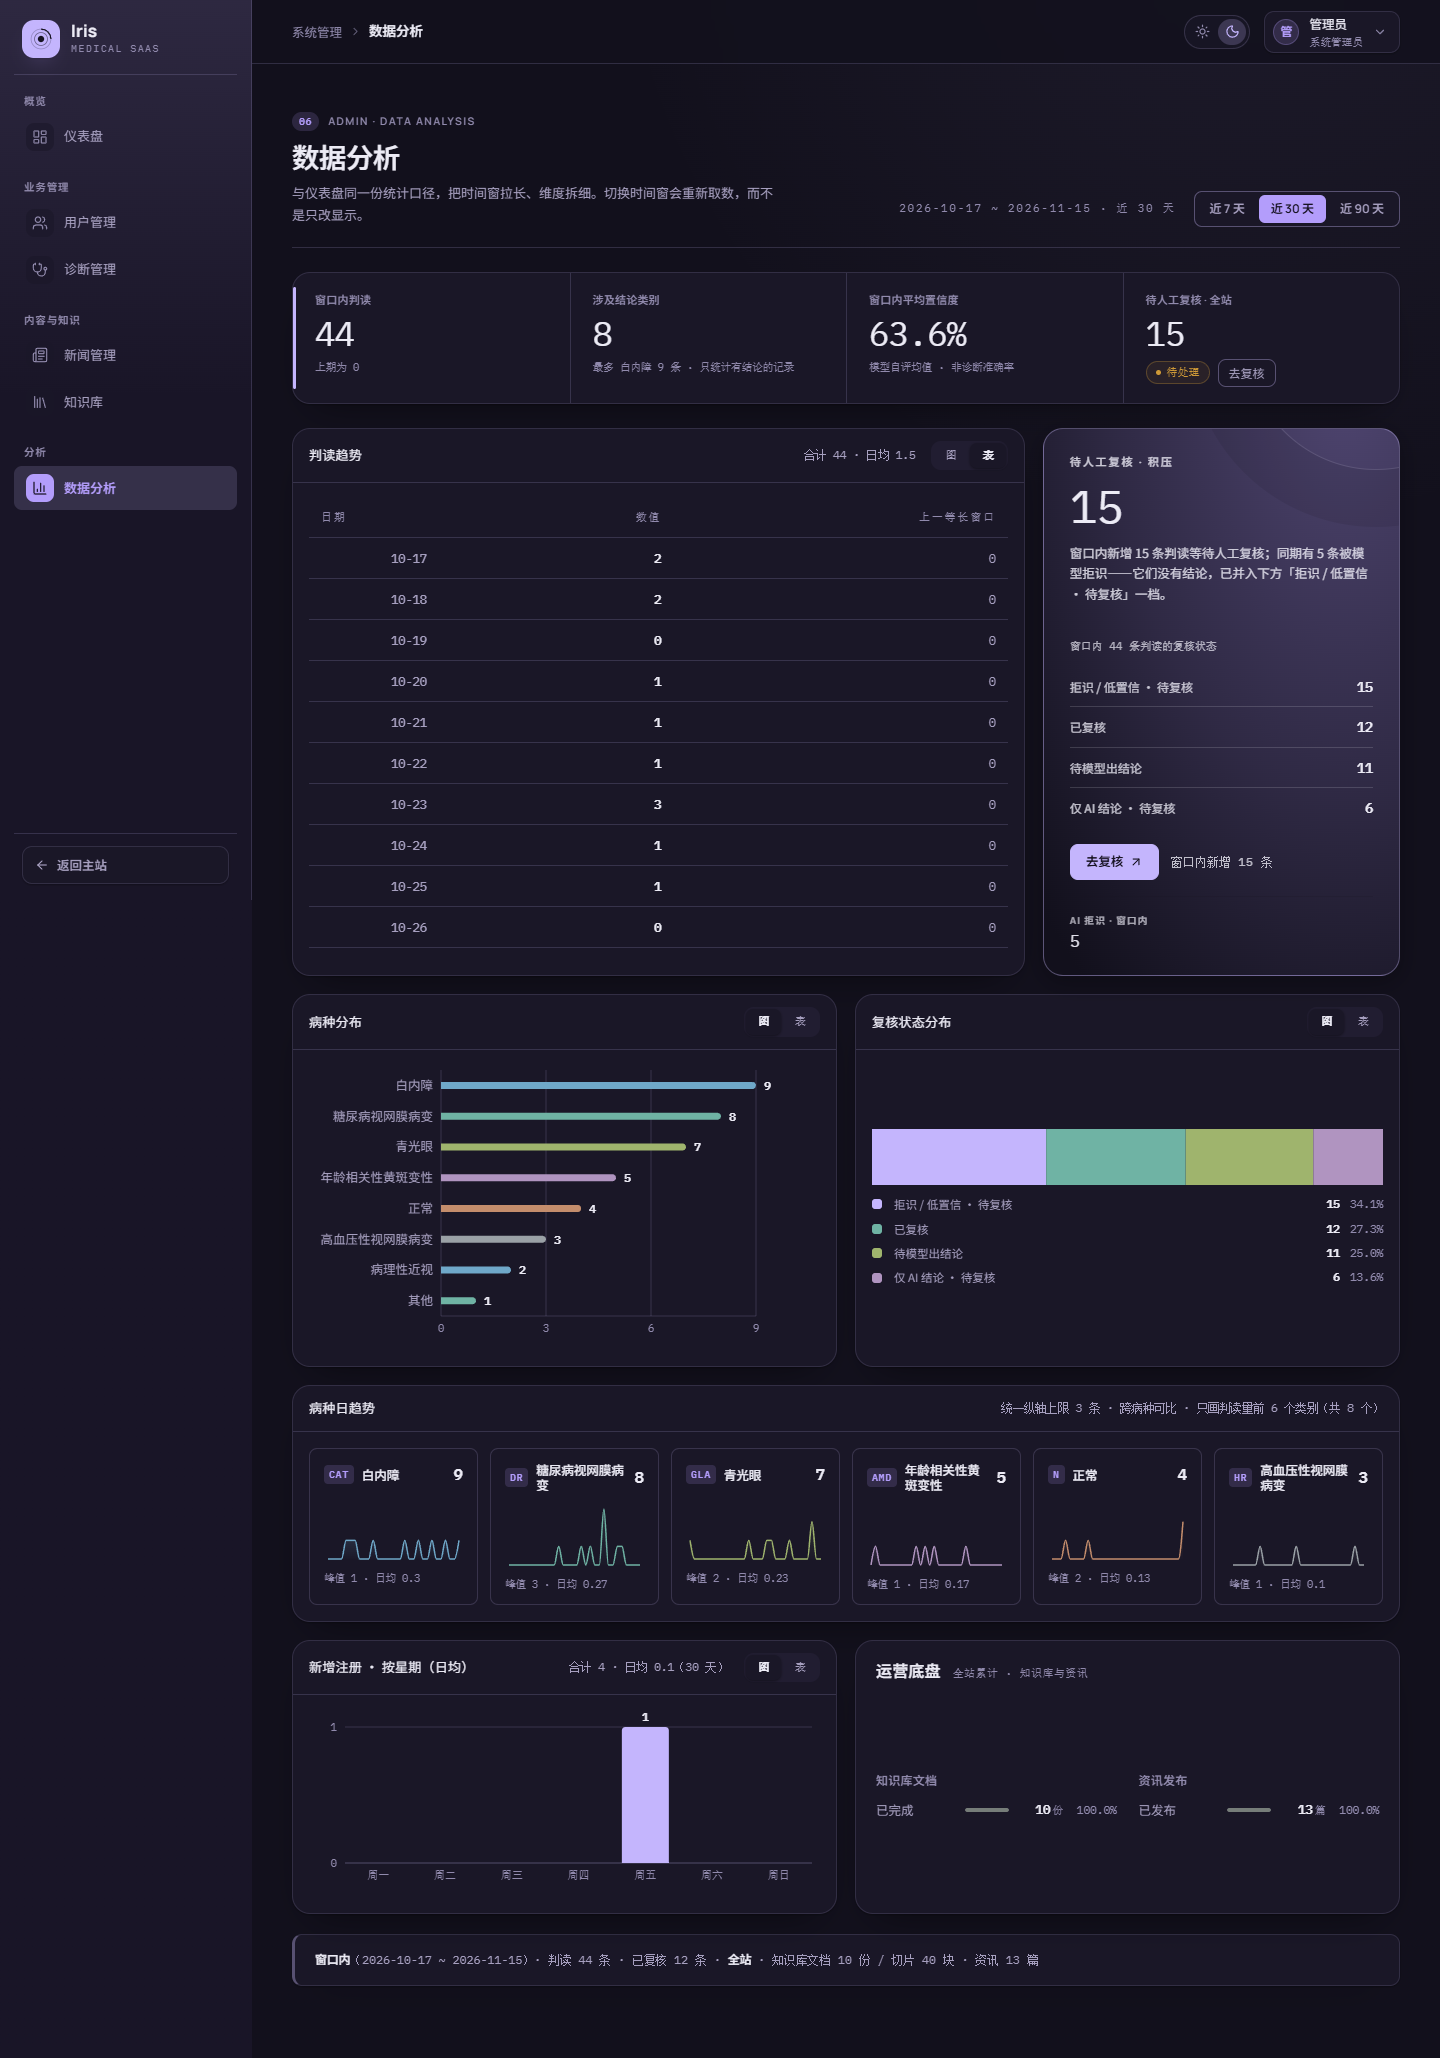 Iris
MEDICAL SAAS
概览
仪表盘
业务管理
用户管理
诊断管理
内容与知识
新闻管理
知识库
分析
数据分析
返回主站
系统管理 > 数据分析
管 管理员
系统管理员
06 ADMIN · DATA ANALYSIS
数据分析
与仪表盘同一份统计口径，把时间窗拉长、维度拆细。切换时间窗会重新取数，而不
是只改显示。
2026-10-17 ~ 2026-11-15 · 近 30 天
近 7 天 近 30 天 近 90 天
窗口内判读
44
上期为 0
涉及结论类别
8
最多 白内障 9 条 · 只统计有结论的记录
窗口内平均置信度
63.6%
模型自评均值 · 非诊断准确率
待人工复核 · 全站
15
待处理 去复核
判读趋势 合计 44 · 日均 1.5 图 表
日期 数值 上一等长窗口
10-17 2 0
10-18 2 0
10-19 0 0
10-20 1 0
10-21 1 0
10-22 1 0
10-23 3 0
10-24 1 0
10-25 1 0
10-26 0 0
待人工复核 · 积压
15
窗口内新增 15 条判读等待人工复核；同期有 5 条被模
型拒识——它们没有结论，已并入下方「拒识 / 低置信
· 待复核」一档。
窗口内 44 条判读的复核状态
拒识 / 低置信 · 待复核 15
已复核 12
待模型出结论 11
仅 AI 结论 · 待复核 6
去复核 窗口内新增 15 条
AI 拒识 · 窗口内
5
病种分布 图 表
白内障 9
糖尿病视网膜病变 8
青光眼 7
年龄相关性黄斑变性 5
正常 4
高血压性视网膜病变 3
病理性近视 2
其他 1
0 3 6 9
复核状态分布 图 表
拒识 / 低置信 · 待复核 15 34.1%
已复核 12 27.3%
待模型出结论 11 25.0%
仅 AI 结论 · 待复核 6 13.6%
病种日趋势 统一纵轴上限 3 条 · 跨病种可比 · 只画判读量前 6 个类别（共 8 个）
CAT 白内障 9
峰值 1 · 日均 0.3
DR 糖尿病视网膜病
变 8
峰值 3 · 日均 0.27
GLA 青光眼 7
峰值 2 · 日均 0.23
AMD 年龄相关性黄
斑变性 5
峰值 1 · 日均 0.17
N 正常 4
峰值 2 · 日均 0.13
HR 高血压性视网膜
病变 3
峰值 1 · 日均 0.1
新增注册 · 按星期（日均） 合计 4 · 日均 0.1（30 天） 图 表
1
1
0
周一 周二 周三 周四 周五 周六 周日
运营底盘 全站累计 · 知识库与资讯
知识库文档
已完成 10 份 100.0%
资讯发布
已发布 13 篇 100.0%
窗口内（2026-10-17 ~ 2026-11-15）· 判读 44 条 · 已复核 12 条 · 全站 · 知识库文档 10 份 / 切片 40 块 · 资讯 13 篇